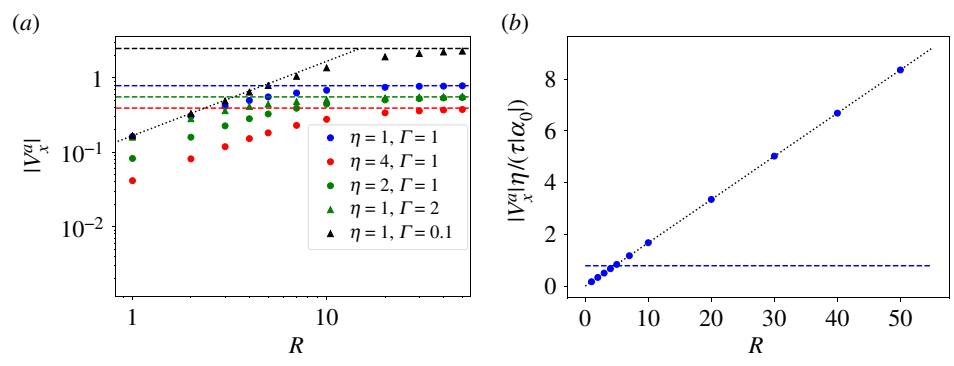 (a)
(b)
|V_x^a|
1
10^{-1}
10^{-2}
1
10
R
η = 1, Γ = 1
η = 4, Γ = 1
η = 2, Γ = 1
η = 1, Γ = 2
η = 1, Γ = 0.1
|V_x^a|η/(τ|α_0|)
8
6
4
2
0
0
10
20
30
40
50
R